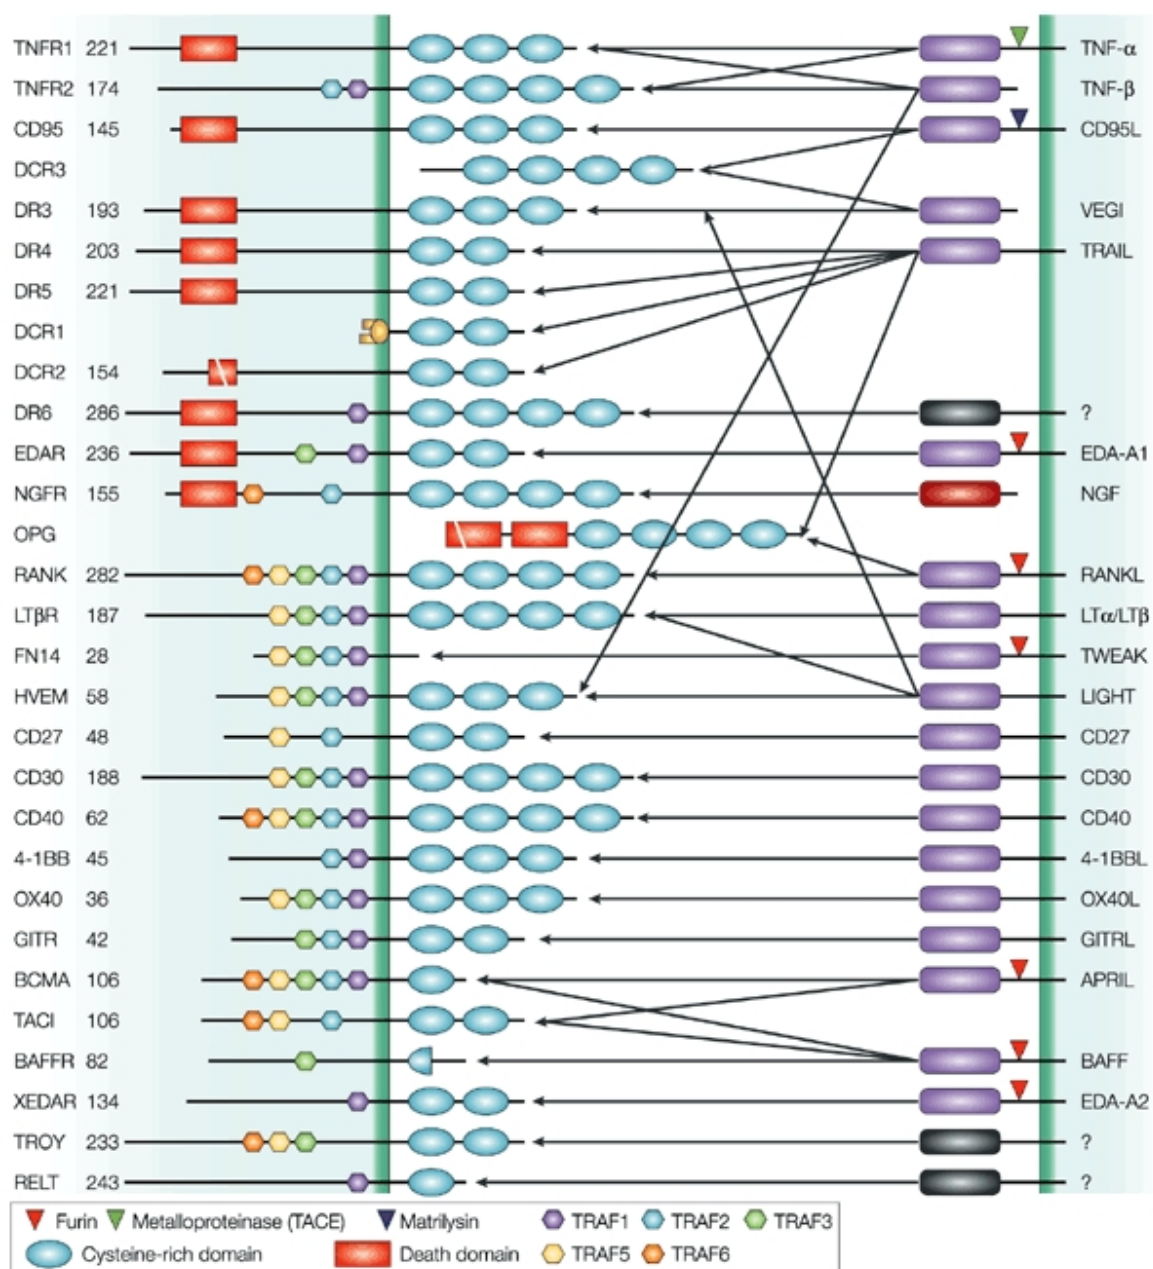 TNFR1 221 TNF-α
TNFR2 174 TNF-β
CD95 145 CD95L
DCR3
DR3 193 VEGI
DR4 203 TRAIL
DR5 221
DCR1
DCR2 154
DR6 286 ?
EDAR 236 EDA-A1
NGFR 155 NGF
OPG
RANK 282 RANKL
LTβR 187 LTα/LTβ
FN14 28 TWEAK
HVEM 58 LIGHT
CD27 48 CD27
CD30 188 CD30
CD40 62 CD40
4-1BB 45 4-1BBL
OX40 36 OX40L
GITR 42 GITRL
BCMA 106 APRIL
TACI 106
BAFFR 82 BAFF
XEDAR 134 EDA-A2
TROY 233 ?
RELT 243 ?
Furin Metalloproteinase (TACE) Matrilysin TRAF1 TRAF2 TRAF3
Cysteine-rich domain Death domain TRAF5 TRAF6